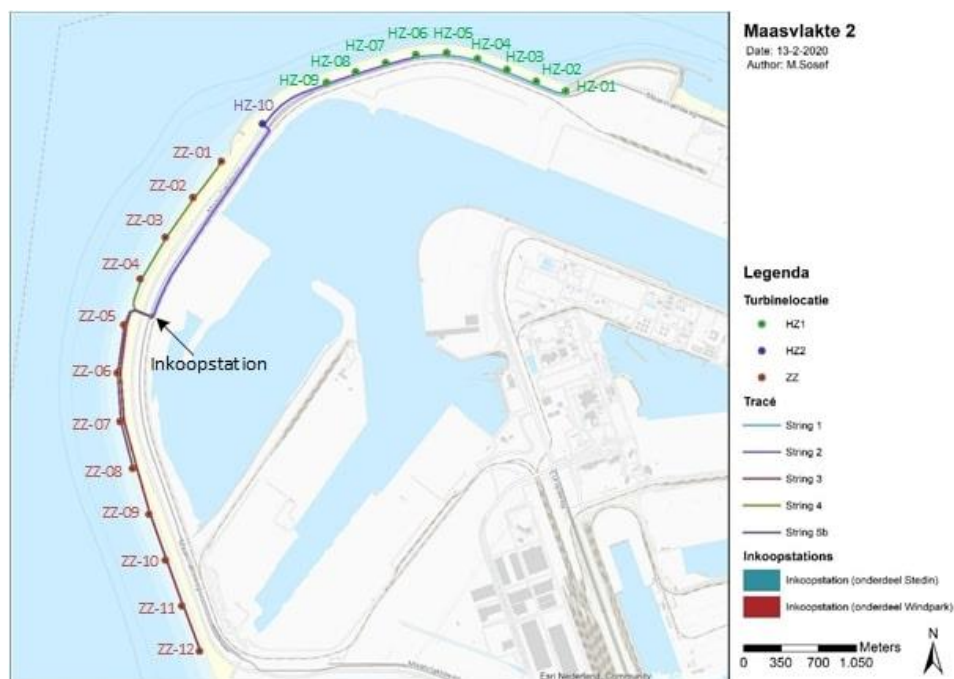 Maasvlakte 2
Date: 13-2-2020
Author: M.Sosef
HZ-06
HZ-05
HZ-07
HZ-04
HZ-08
HZ-03
HZ-09
HZ-02
HZ-01
HZ-10
ZZ-01
ZZ-02
ZZ-03
ZZ-04
ZZ-05
Inkoopstation
ZZ-06
ZZ-07
ZZ-08
ZZ-09
ZZ-10
ZZ-11
ZZ-12
Esri Nederland, Community
Legenda
Turbinelocatie
HZ1
HZ2
ZZ
Tracé
String 1
String 2
String 3
String 4
String 5b
Inkoopstations
Inkoopstation (onderdeel Stedin)
Inkoopstation (onderdeel Windpark)
N
Meters
0 350 700 1.050